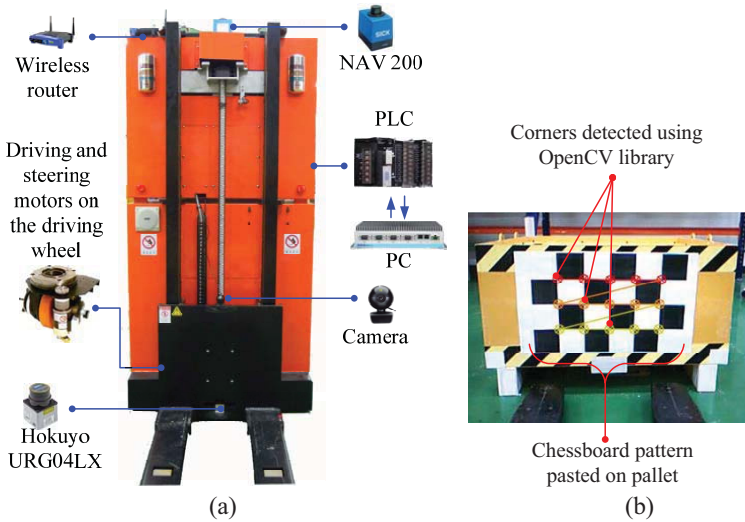 Wireless
router
NAV 200
SICK
PLC
Driving and
steering
motors on
the driving
wheel
PC
Camera
Hokuyo
URG04LX
(a)
Corners detected using
OpenCV library
Chessboard pattern
pasted on pallet
(b)